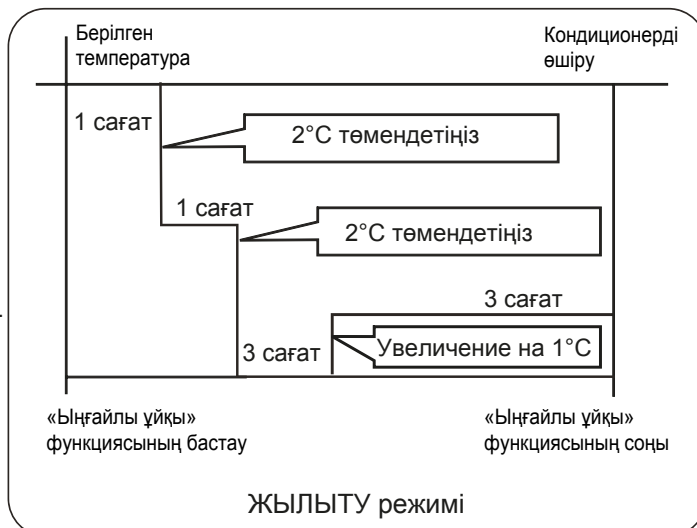 Берілген
температура
Кондиционерді
өшіру
1 сағат
2°C төмендетіңіз
1 сағат
2°C төмендетіңіз
3 сағат
3 сағат
Увеличение на 1°C
«Ыңғайлы ұйқы»
функциясының бастау
«Ыңғайлы ұйқы»
функциясының соңы
ЖЫЛЫТУ режимі